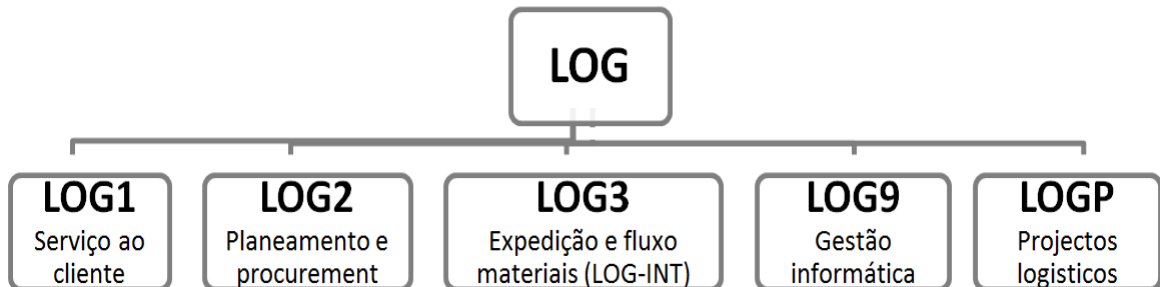 LOG
LOG1
Serviço ao
cliente
LOG2
Planeamento e
procurement
LOG3
Expedição e fluxo
materiais (LOG-INT)
LOG9
Gestão
informática
LOGP
Projectos
logisticos